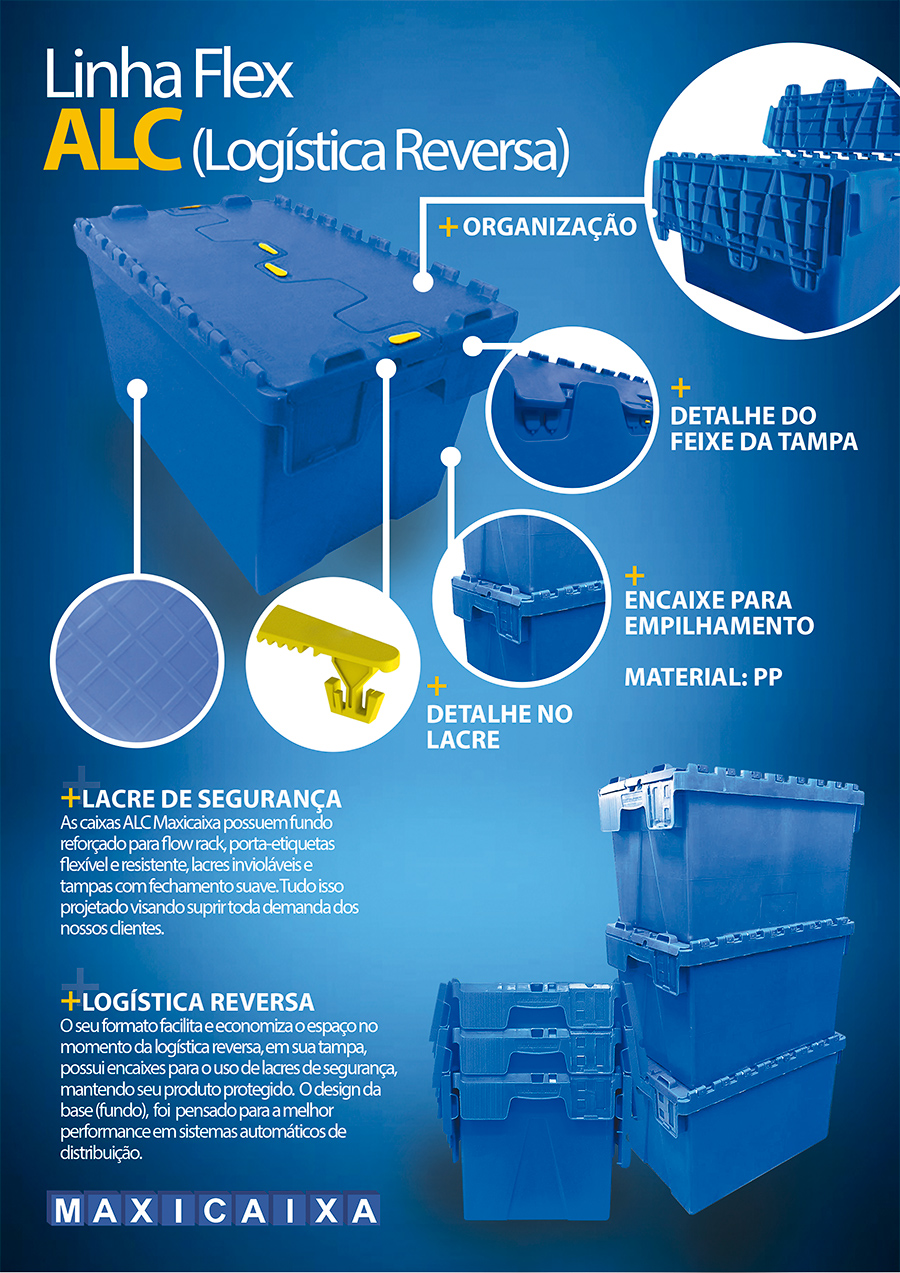 Linha Flex
ALC (Logística Reversa)
+ ORGANIZAÇÃO
+
DETALHE DO
FEIXE DA TAMPA
+
ENCAIXE PARA
EMPILHAMENTO
MATERIAL: PP
+
DETALHE NO
LACRE
+LACRE DE SEGURANÇA
As caixas ALC Maxicaixa possuem fundo
reforçado para flow rack, porta-etiquetas
flexível e resistente, lacres invioláveis e
tampas com fechamento suave. Tudo isso
projetado visando suprir toda demanda dos
nossos clientes.
+LOGÍSTICA REVERSA
O seu formato facilita e economiza o espaço no
momento da logística reversa, em sua tampa,
possui encaixes para o uso de lacres de segurança,
mantendo seu produto protegido. O design da
base (fundo), foi pensado para a melhor
performance em sistemas automáticos de
distribuição.
MAXICAIXA